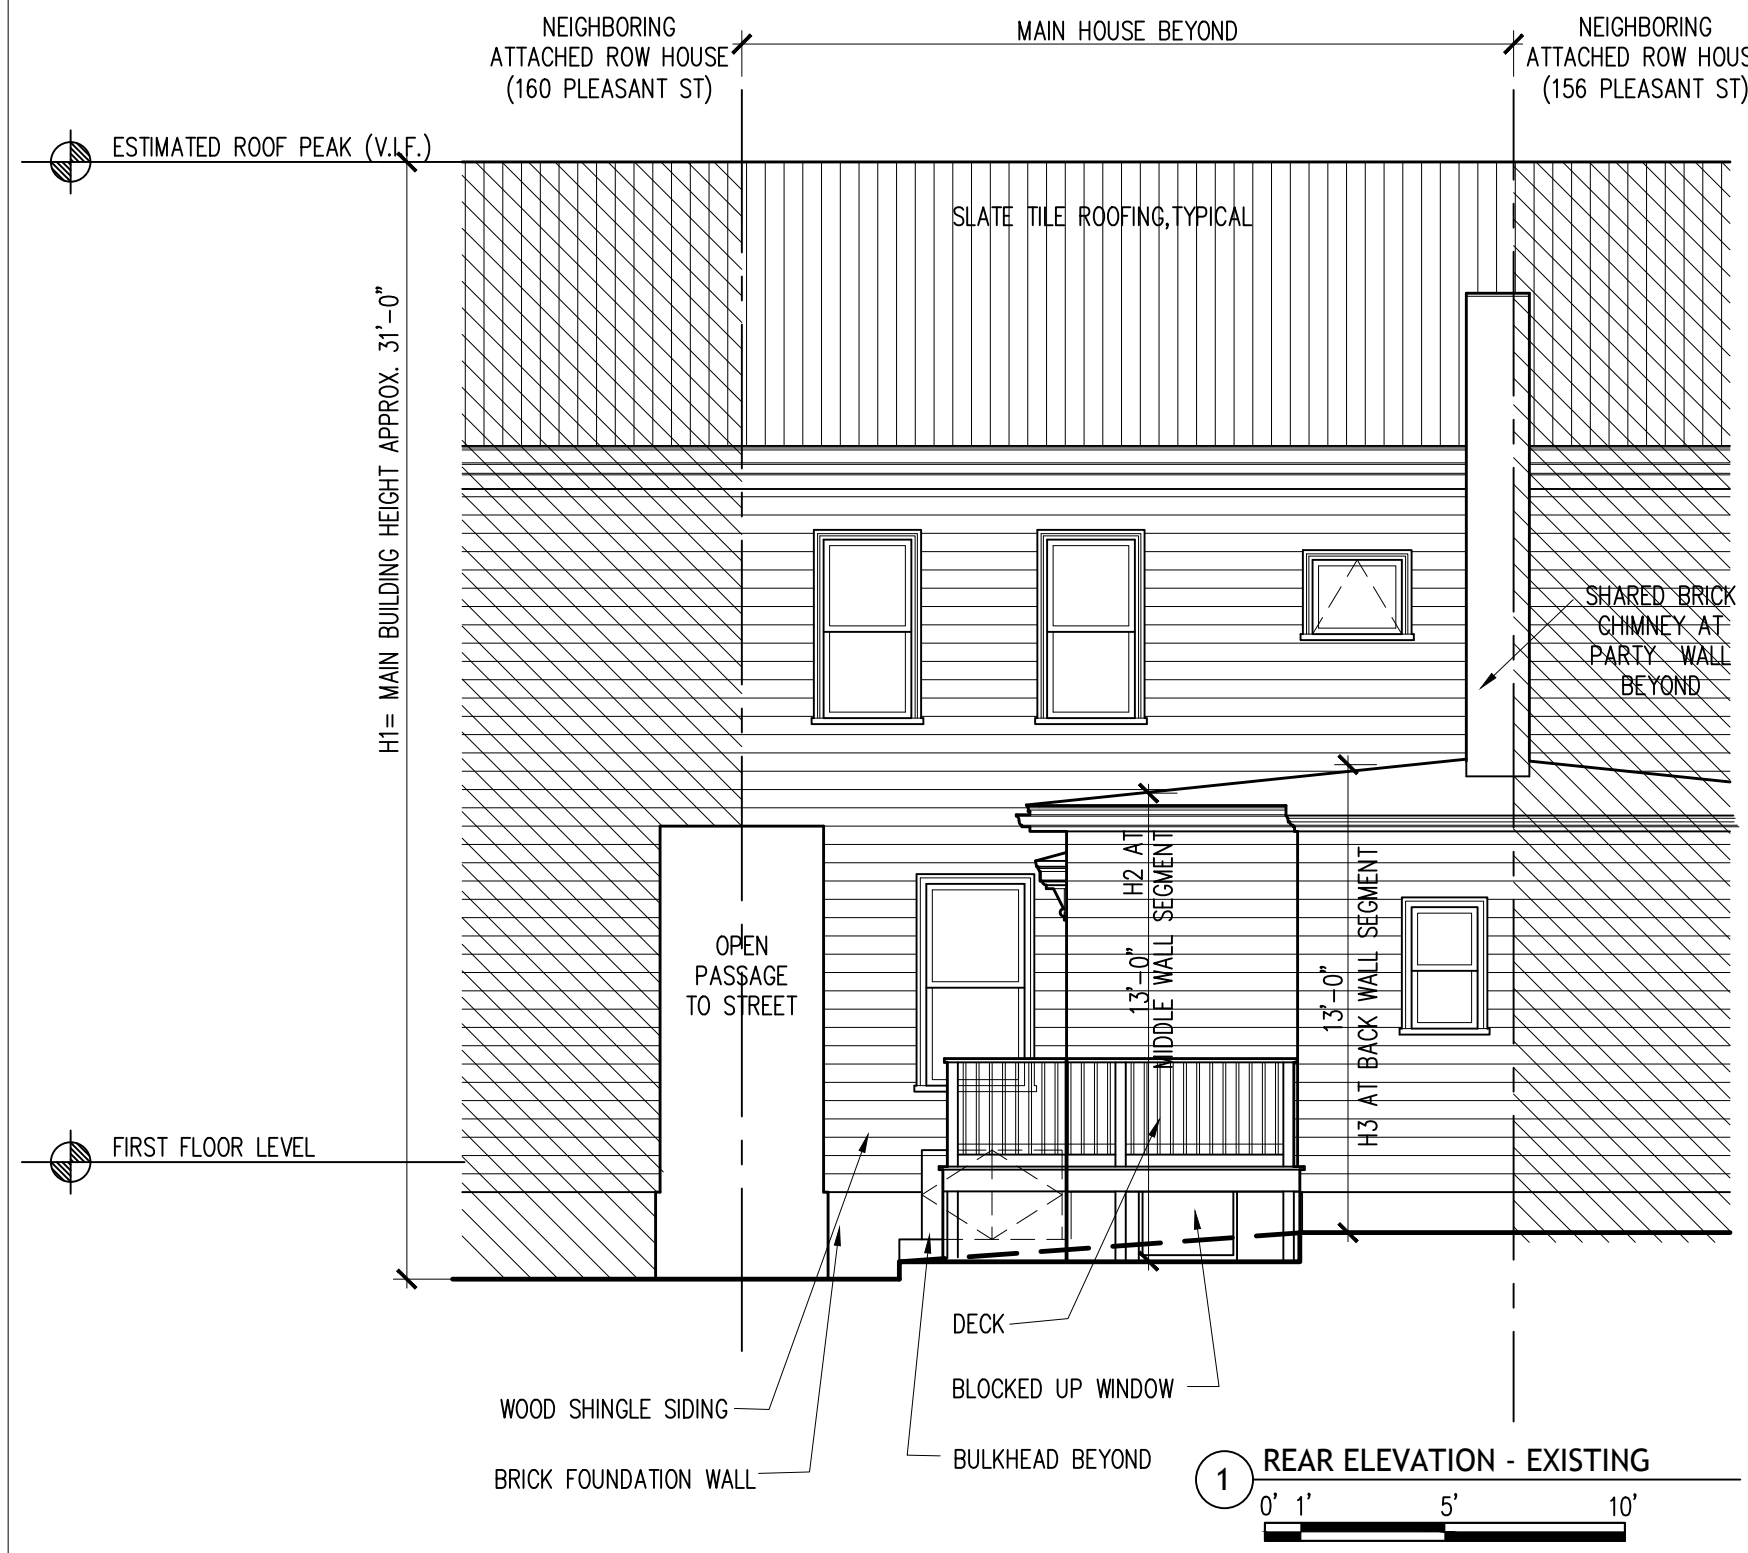 NEIGHBORING
ATTACHED ROW HOUSE
(160 PLEASANT ST)
MAIN HOUSE BEYOND
NEIGHBORING
ATTACHED ROW HOUS
(156 PLEASANT ST)
ESTIMATED ROOF PEAK (V.I.F.)
SLATE TILE ROOFING, TYPICAL
H1= MAIN BUILDING HEIGHT APPROX. 31'-0"
SHARED BRICK
CHIMNEY AT
PARTY WALL
BEYOND
OPEN
PASSAGE
TO STREET
13'-0"
H2 AT
MIDDLE WALL SEGMENT
13'-0"
H3 AT BACK WALL SEGMENT
FIRST FLOOR LEVEL
DECK
BLOCKED UP WINDOW
WOOD SHINGLE SIDING
BULKHEAD BEYOND
BRICK FOUNDATION WALL
1 REAR ELEVATION - EXISTING
0' 1' 5' 10'